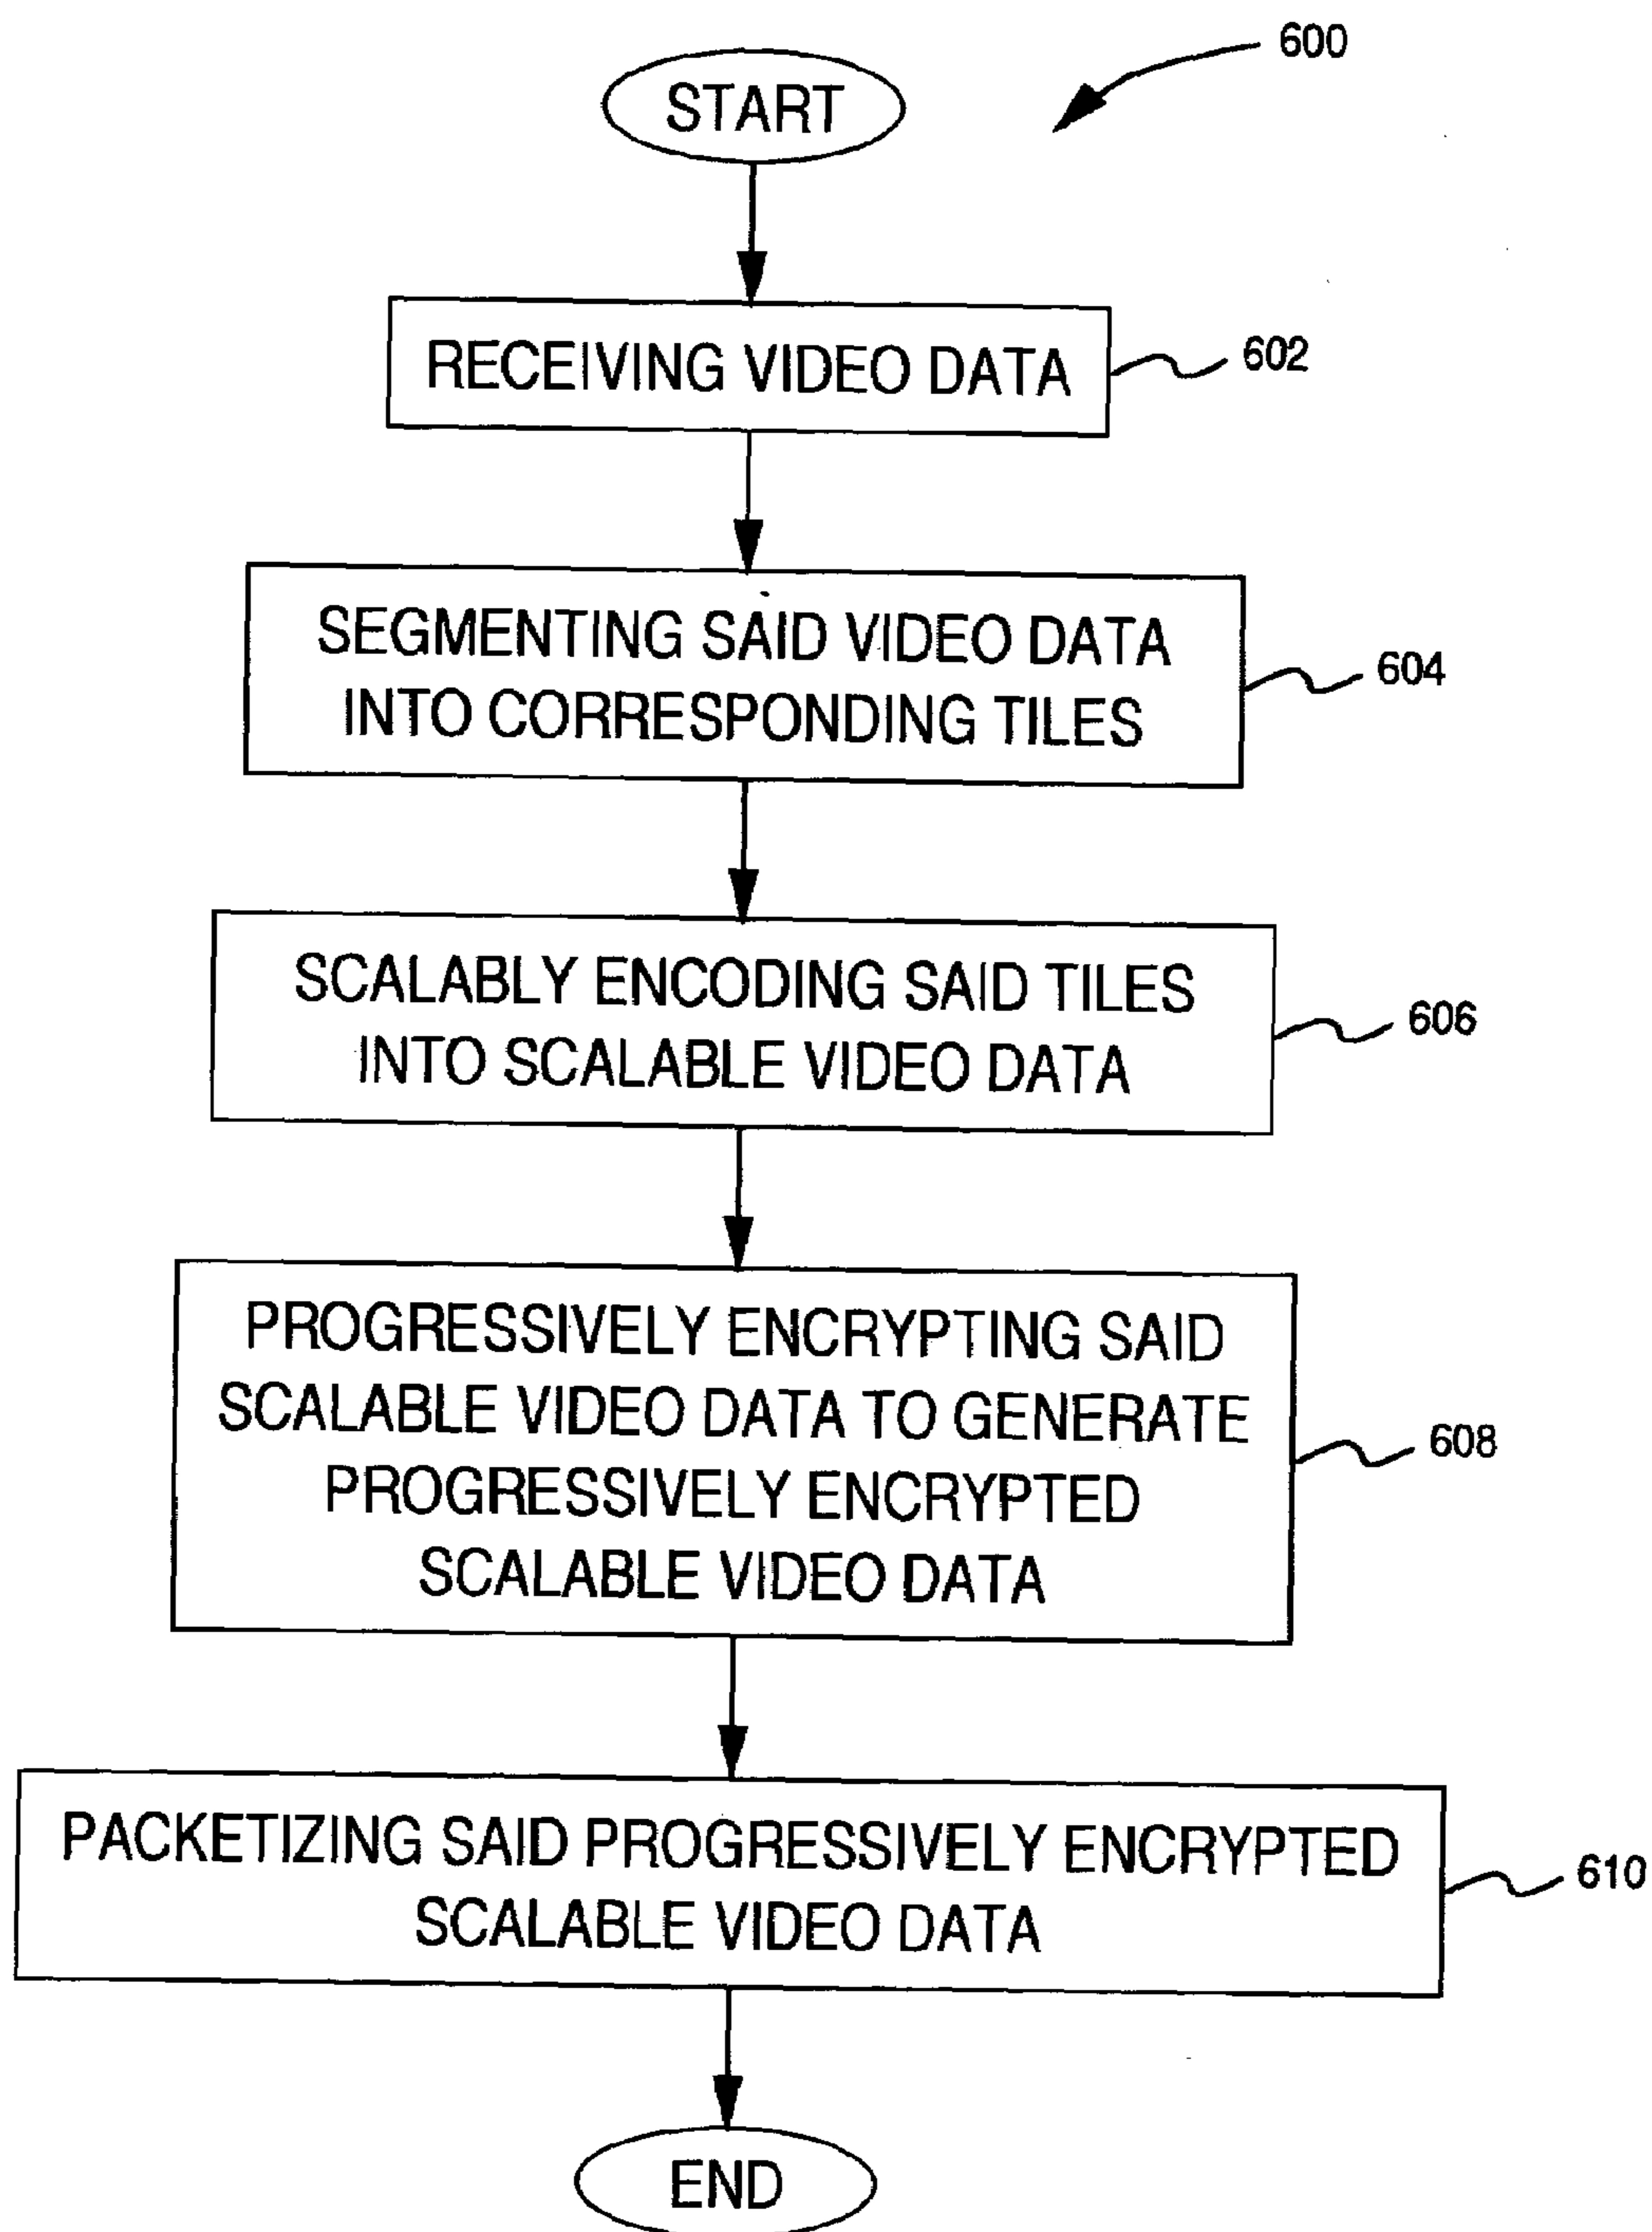 600
START
RECEIVING VIDEO DATA
602
SEGMENTING SAID VIDEO DATA
INTO CORRESPONDING TILES
604
SCALABLY ENCODING SAID TILES
INTO SCALABLE VIDEO DATA
606
PROGRESSIVELY ENCRYPTING SAID
SCALABLE VIDEO DATA TO GENERATE
PROGRESSIVELY ENCRYPTED
SCALABLE VIDEO DATA
608
PACKETIZING SAID PROGRESSIVELY ENCRYPTED
SCALABLE VIDEO DATA
610
END